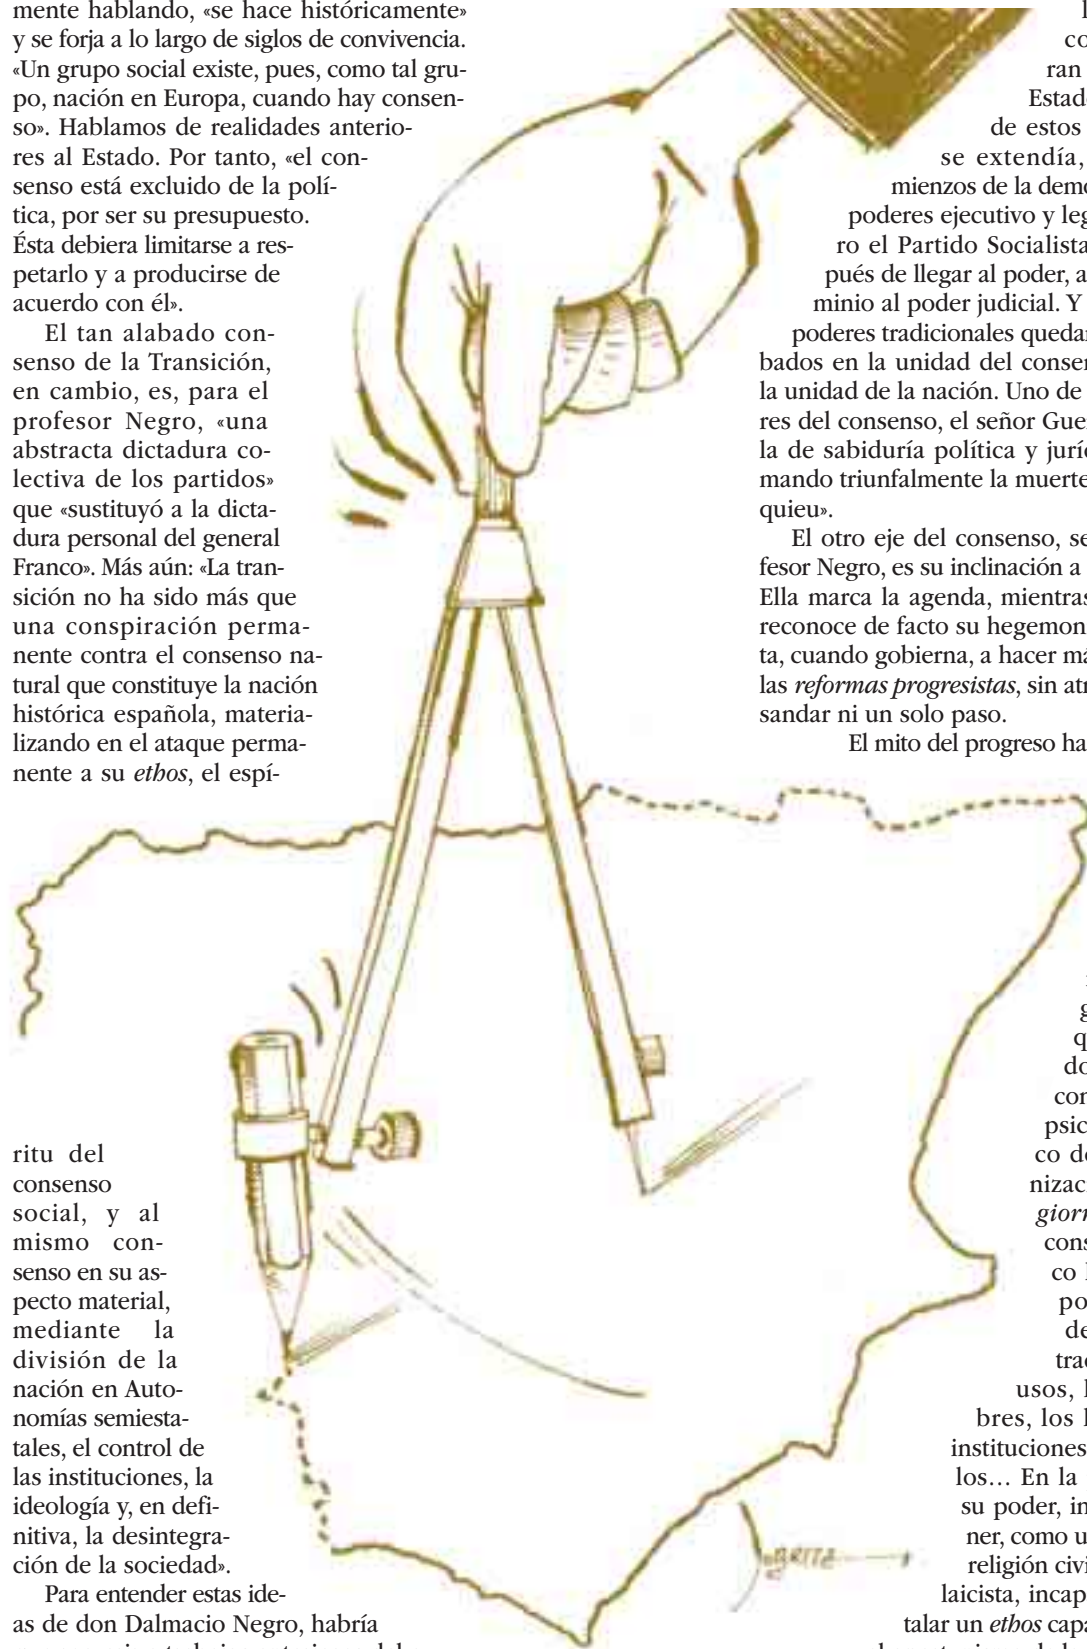 mente hablando, «se hace históricamente»
y se forja a lo largo de siglos de convivencia.
«Un grupo social existe, pues, como tal gru-
po, nación en Europa, cuando hay consen-
so». Hablamos de realidades anterio-
res al Estado. Por tanto, «el con-
senso está excluido de la polí-
tica, por ser su presupuesto.
Ésta debiera limitarse a res-
petarlo y a producirse de
acuerdo con él».
El tan alabado con-
senso de la Transición,
en cambio, es, para el
profesor Negro, «una
abstracta dictadura co-
lectiva de los partidos»
que «sustituyó a la dicta-
dura personal del general
Franco». Más aún: «La tran-
sición no ha sido más que
una conspiración perma-
nente contra el consenso na-
tural que constituye la nación
histórica española, materia-
lizando en el ataque perma-
nente a su ethos, el espí-
ritu del
consenso
social, y al
mismo con-
senso en su as-
pecto material,
mediante la
división de la
nación en Auto-
nomías semiesta-
tales, el control de
las instituciones, la
ideología y, en defi-
nitiva, la desintegra-
ción de la sociedad».
Para entender estas ide-
as de don Dalmacio Negro, habría
co
ran
Estado
de estos
se extendía,
mienzos de la demo
poderes ejecutivo y leg
ro el Partido Socialista
pués de llegar al poder, a
minio al poder judicial. Y
poderes tradicionales quedar
bados en la unidad del consen
la unidad de la nación. Uno de
res del consenso, el señor Gue
la de sabiduría política y juríd
mando triunfalmente la muerte
quieu».
El otro eje del consenso, se
fesor Negro, es su inclinación a
Ella marca la agenda, mientras
reconoce de facto su hegemon
ta, cuando gobierna, a hacer má
las reformas progresistas, sin atr
sandar ni un solo paso.
El mito del progreso ha
g
q
do
con
psic
co de
nizac
giorn
cons
co
po
de
trad
usos, l
bres, los
instituciones
los... En la
su poder, in
ner, como u
religión civi
laicista, incap
talar un ethos capa